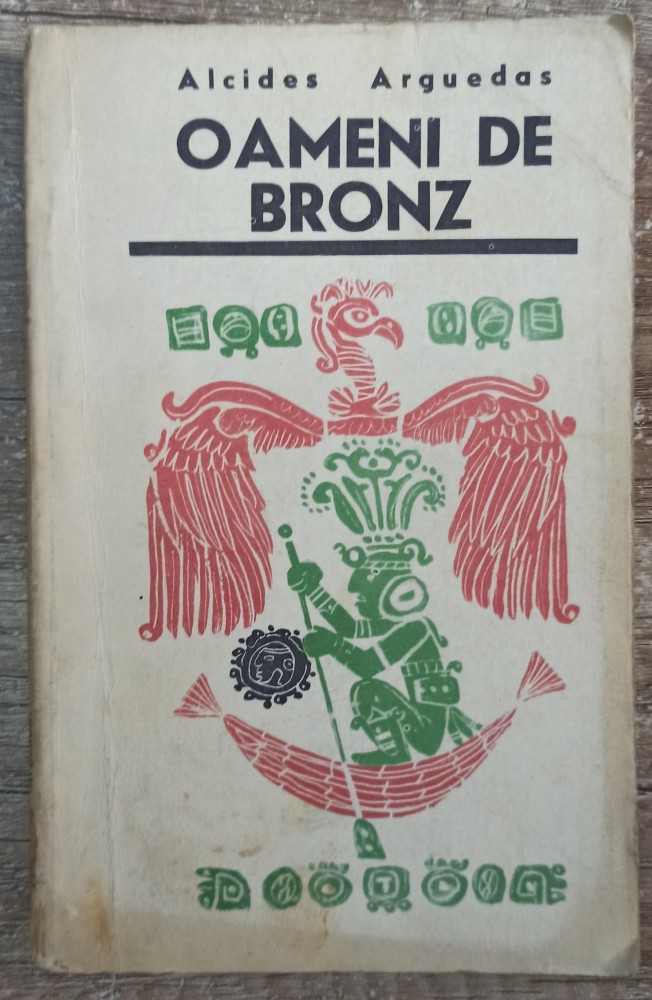 Alcides Arguedas
OAMENI DE
BRONZ